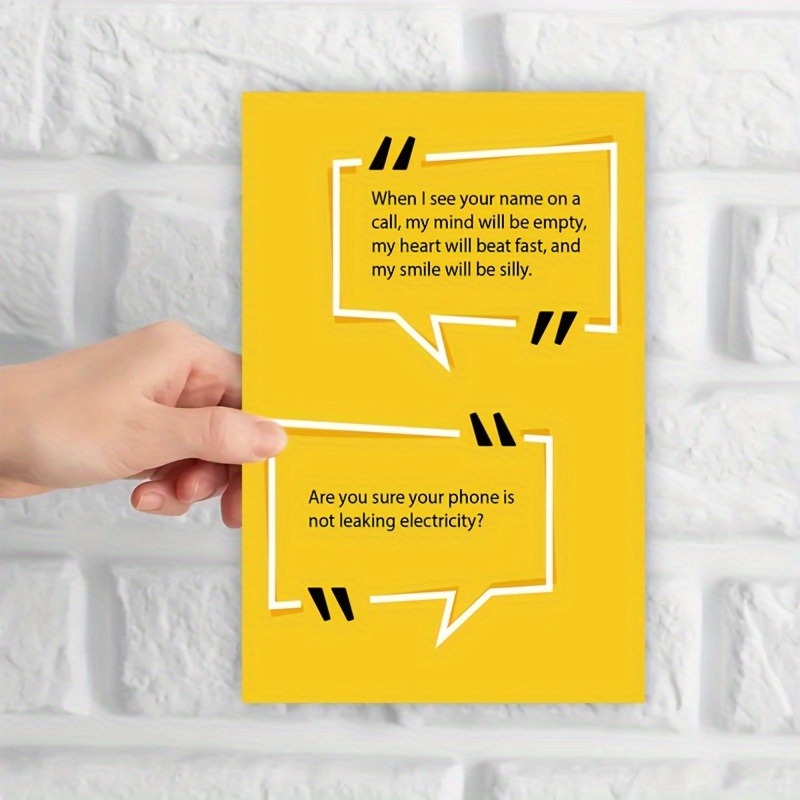 When I see your name on a
call, my mind will be empty,
my heart will beat fast, and
my smile will be silly.
Are you sure your phone is
not leaking electricity?